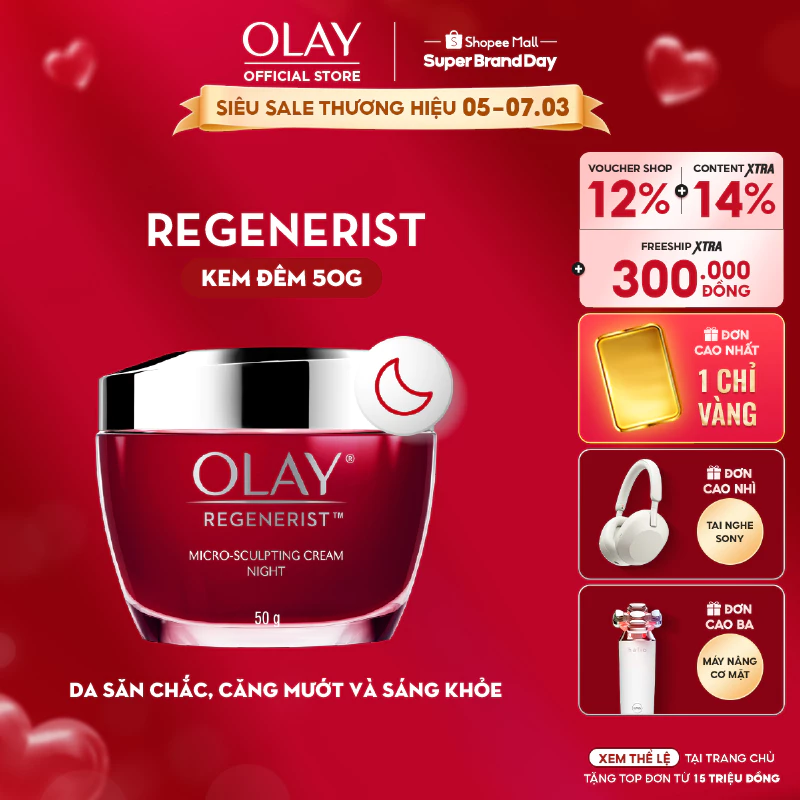 OLAY
OFFICIAL STORE
Shopee Mall
Super Brand Day
SIÊU SALE THƯƠNG HIỆU 05-07.03
VOUCHER SHOP
12%
+
CONTENT XTRA
14%
+
FREESHIP XTRA
300.000
ĐỒNG
REGENERIST
KEM ĐÊM 50G
ĐƠN
CAO NHẤT
1 CHỈ
VÀNG
OLAY®
REGENERIST™
MICRO-SCULPTING CREAM
NIGHT
50 g
ĐƠN
CAO NHÌ
TAI NGHE
SONY
ĐƠN
CAO BA
MÁY NÂNG
CƠ MẶT
DA SĂN CHẮC, CĂNG MƯỚT VÀ SÁNG KHỎE
XEM THỂ LỆ TẠI TRANG CHỦ
TẶNG TOP ĐƠN TỪ 15 TRIỆU ĐỒNG